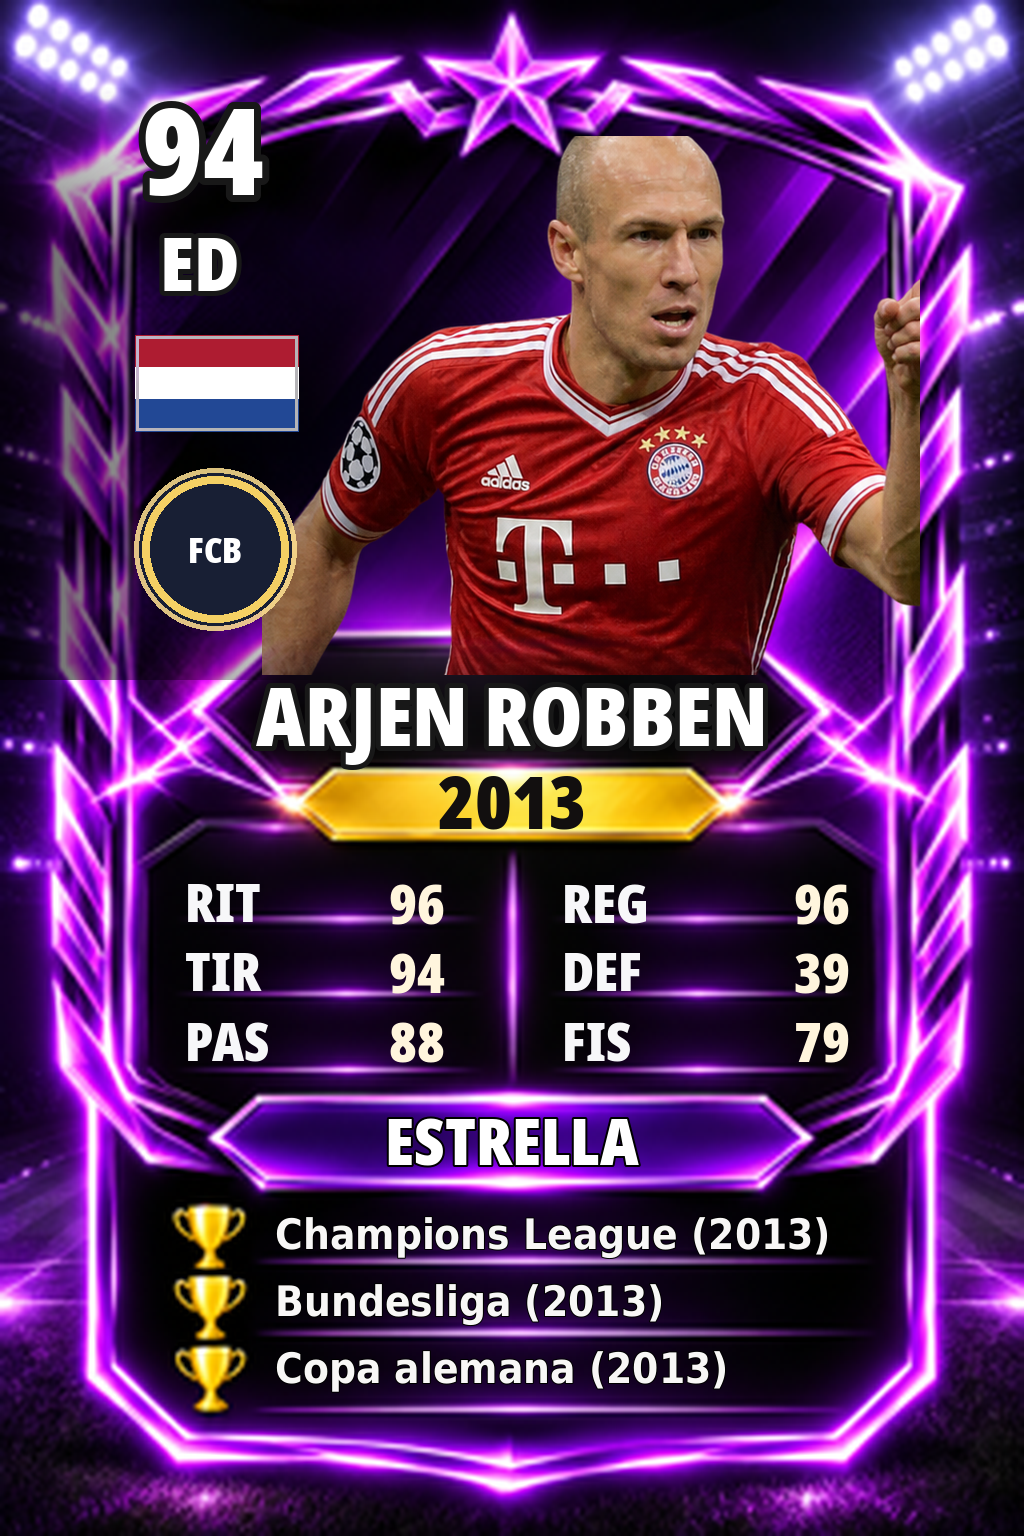 94
ED
FCB
adidas
T
ARJEN ROBBEN
2013
RIT 96
REG 96
TIR 94
DEF 39
PAS 88
FIS 79
ESTRELLA
Champions League (2013)
Bundesliga (2013)
Copa alemana (2013)